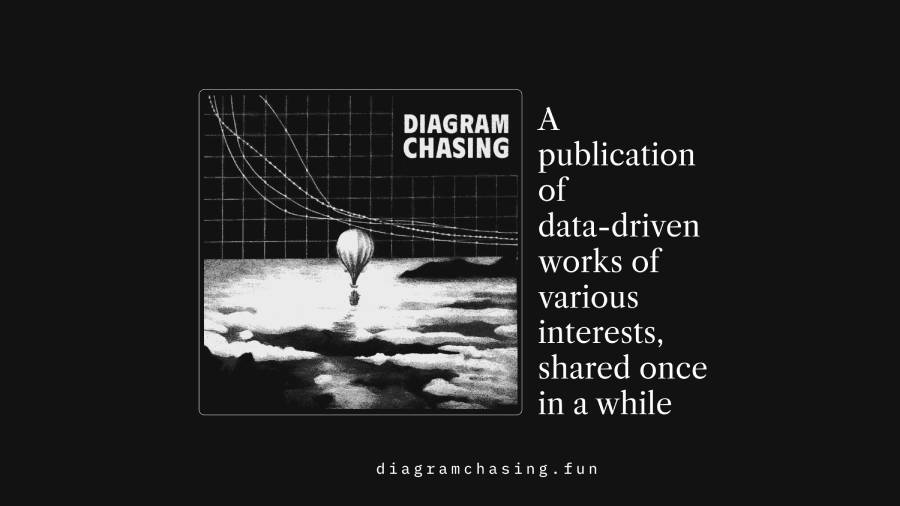 DIAGRAM
CHASING
A
publication
of
data-driven
works of
various
interests,
shared once
in a while
diagramchasing.fun